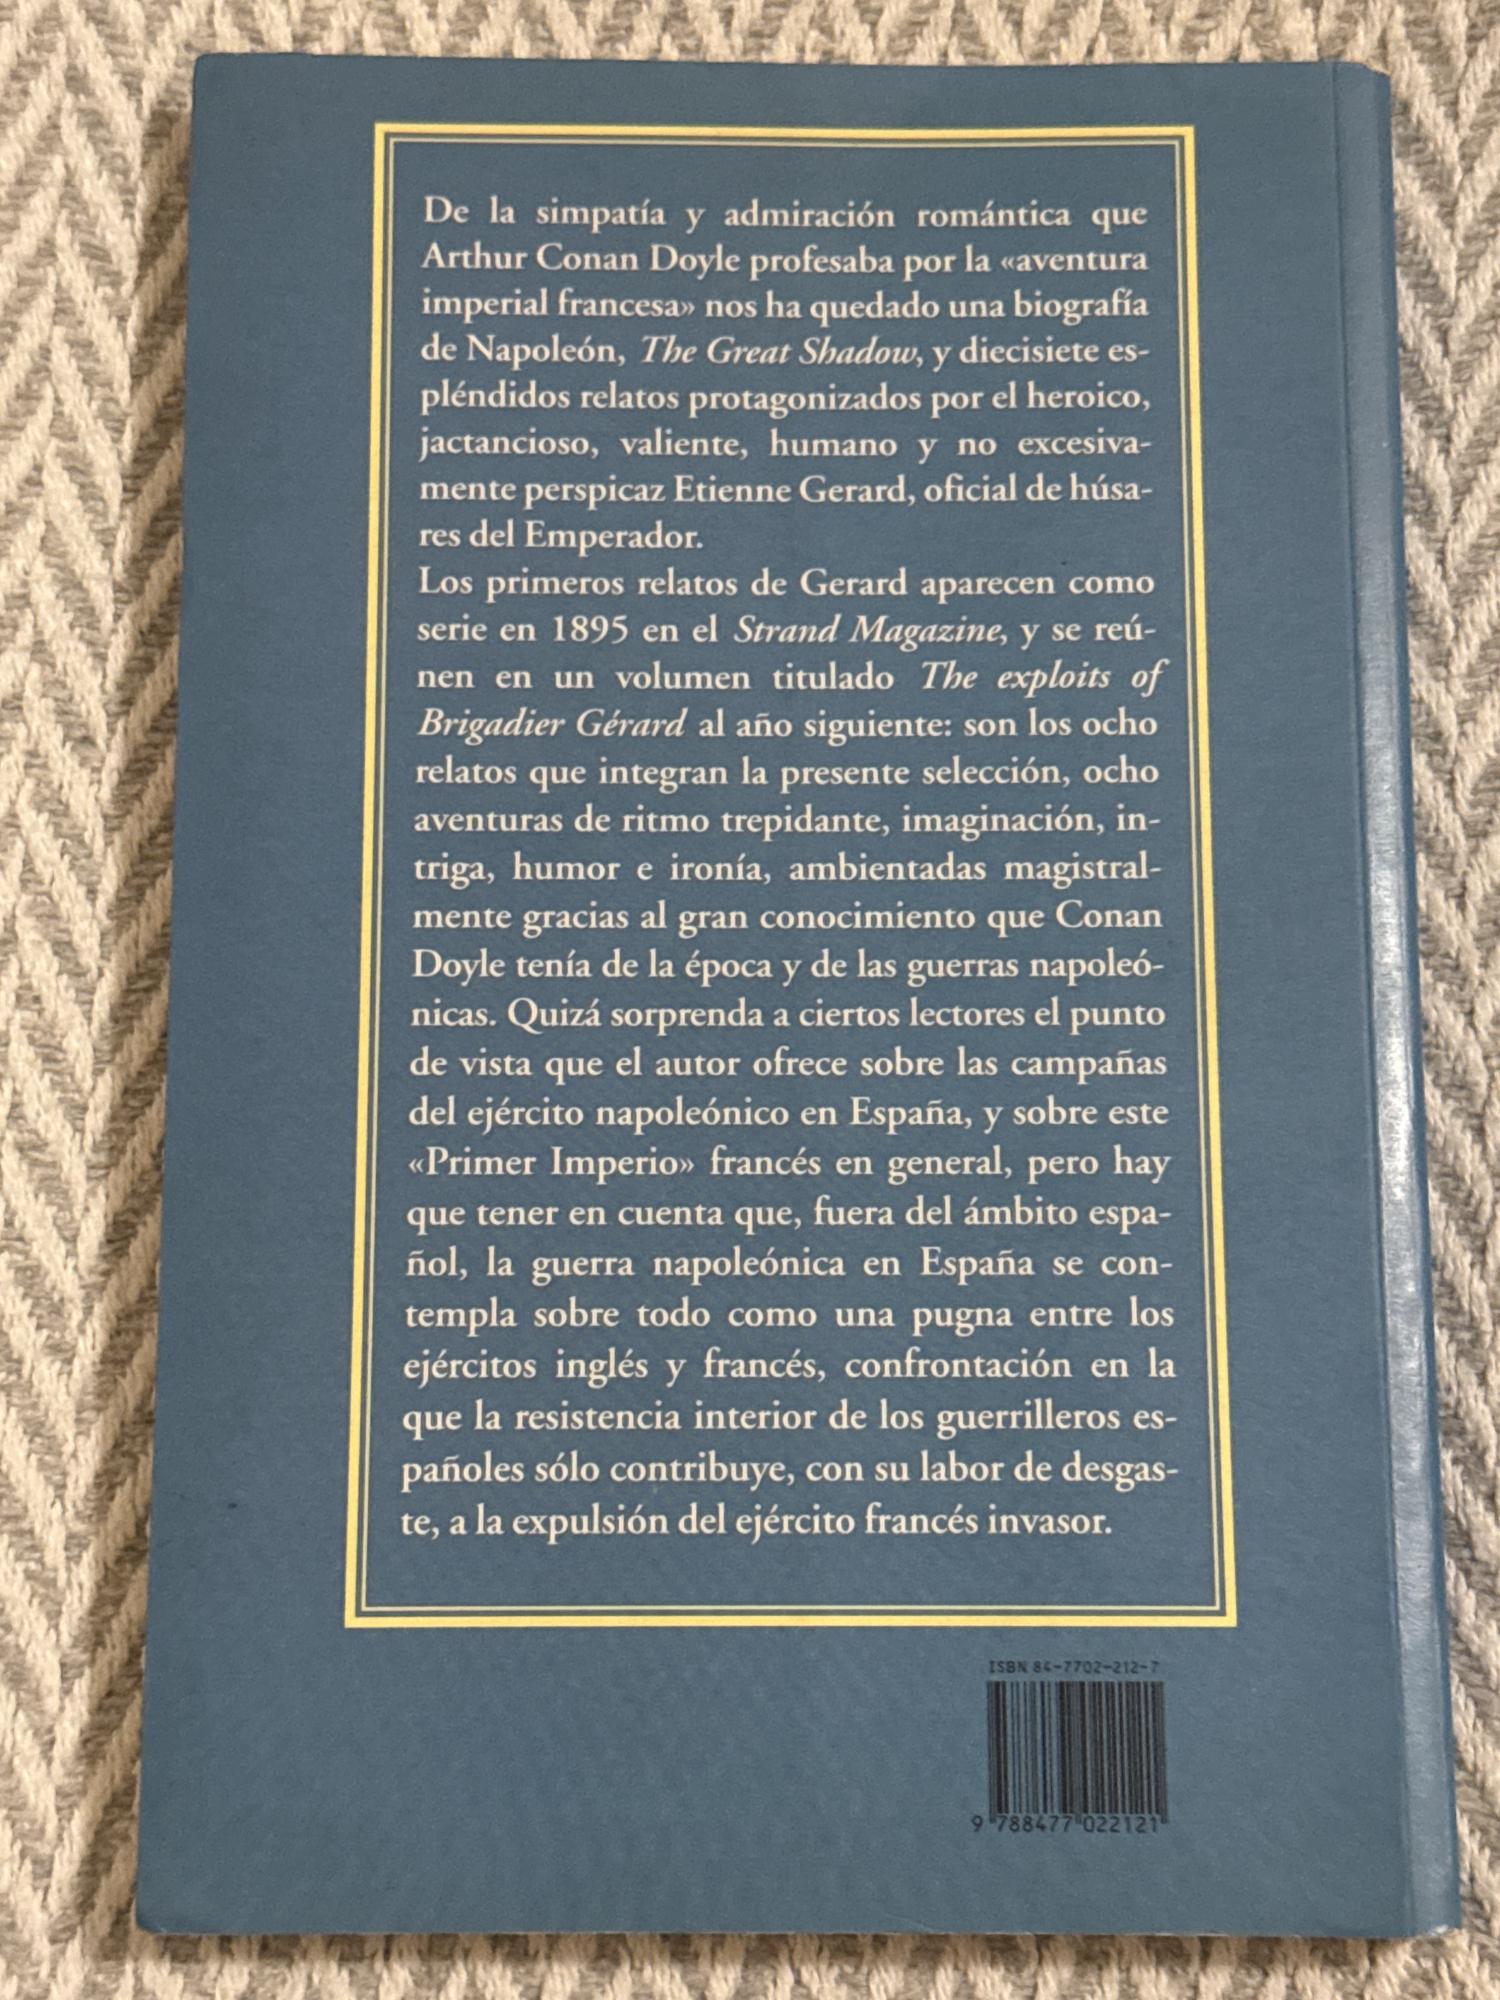 De la simpatía y admiración romántica que
Arthur Conan Doyle profesaba por la «aventura
imperial francesa» nos ha quedado una biografía
de Napoleón, The Great Shadow, y diecisiete es-
pléndidos relatos protagonizados por el heroico,
jactancioso, valiente, humano y no excesiva-
mente perspicaz Etienne Gerard, oficial de húsa-
res del Emperador.
Los primeros relatos de Gerard aparecen como
serie en 1895 en el Strand Magazine, y se reú-
nen en un volumen titulado The exploits of
Brigadier Gérard al año siguiente: son los ocho
relatos que integran la presente selección, ocho
aventuras de ritmo trepidante, imaginación, in-
triga, humor e ironía, ambientadas magistral-
mente gracias al gran conocimiento que Conan
Doyle tenía de la época y de las guerras napoleó-
nicas. Quizá sorprenda a ciertos lectores el punto
de vista que el autor ofrece sobre las campañas
del ejército napoleónico en España, y sobre este
«Primer Imperio» francés en general, pero hay
que tener en cuenta que, fuera del ámbito espa-
ñol, la guerra napoleónica en España se con-
templa sobre todo como una pugna entre los
ejércitos inglés y francés, confrontación en la
que la resistencia interior de los guerrilleros es-
pañoles sólo contribuye, con su labor de desgas-
te, a la expulsión del ejército francés invasor.
ISBN 84-7702-212-7
9 788477 022121